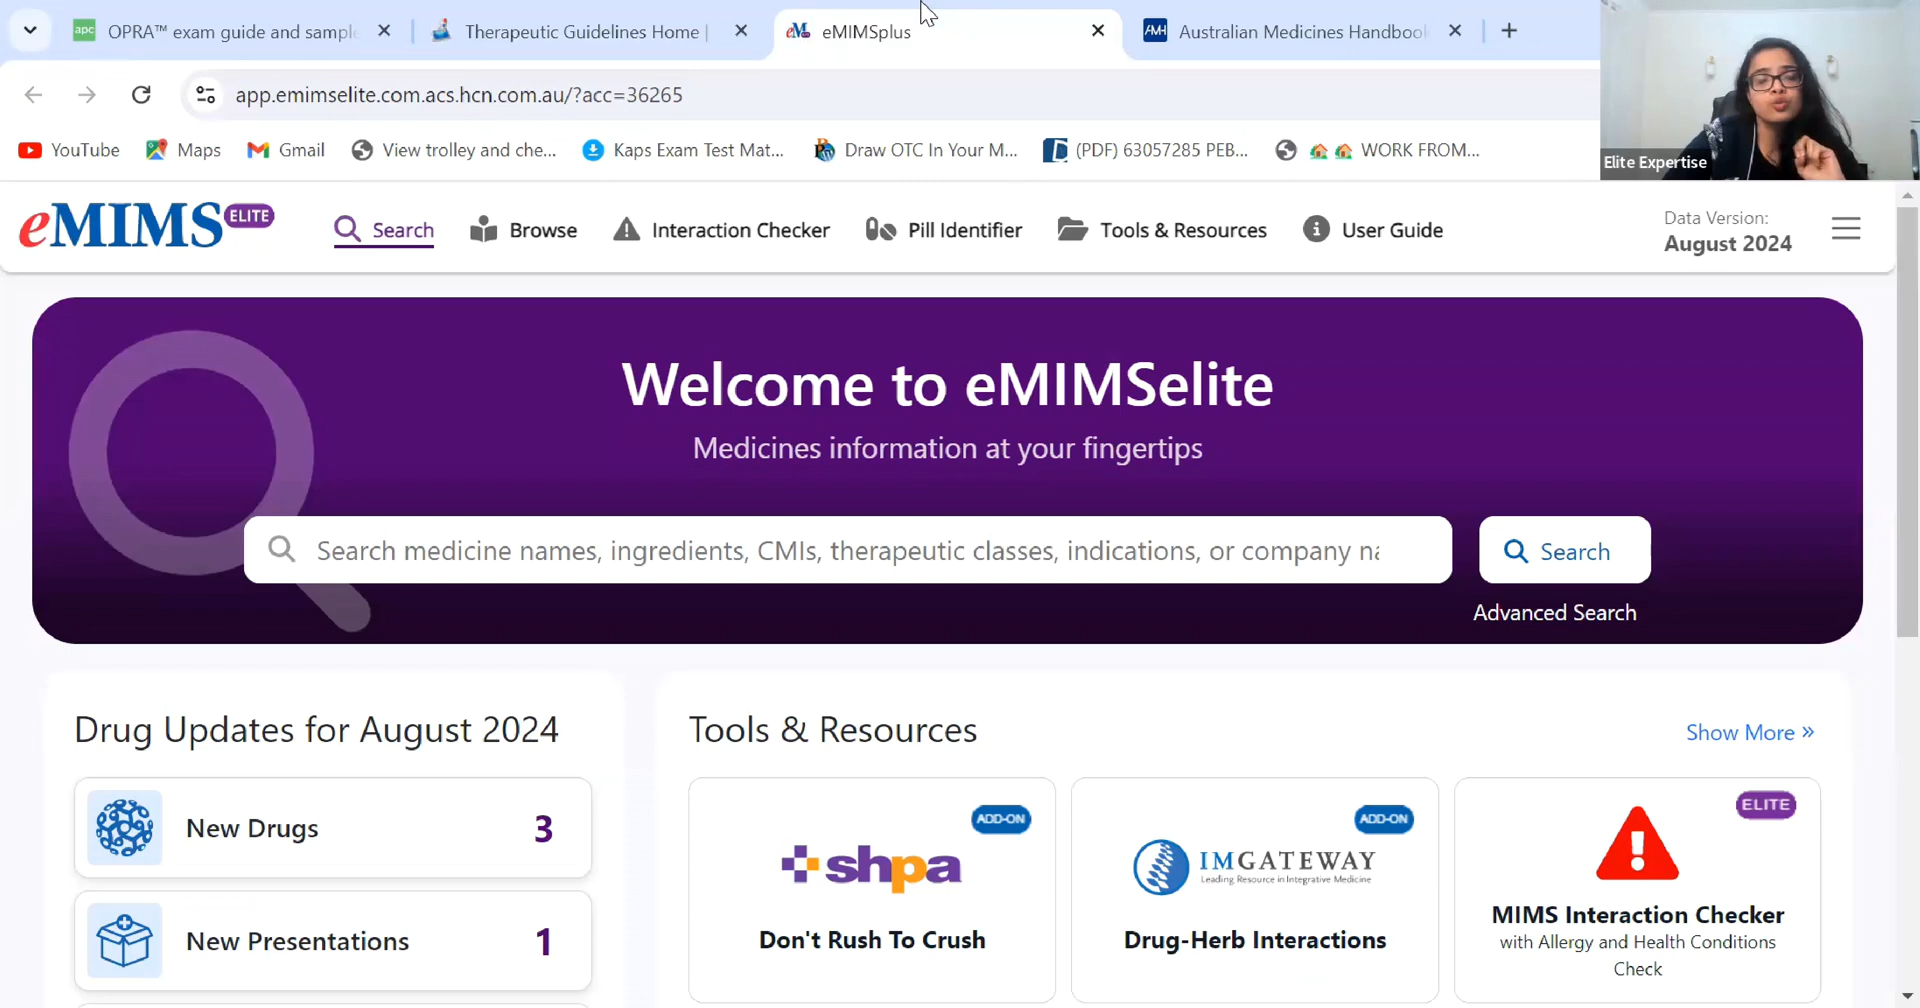 apc OPRA™ exam guide and sample
Therapeutic Guidelines Home |
eMIMSplus
AMH Australian Medicines Handbook
app.emimselite.com.acs.hcn.com.au/?acc=36265
YouTube
Maps
Gmail
View trolley and che...
Kaps Exam Test Mat...
Draw OTC In Your M...
(PDF) 63057285 PEB...
WORK FROM...
Elite Expertise
eMIMS ELITE
Search
Browse
Interaction Checker
Pill Identifier
Tools & Resources
User Guide
Data Version:
August 2024
Welcome to eMIMSelite
Medicines information at your fingertips
Search medicine names, ingredients, CMIs, therapeutic classes, indications, or company na
Search
Advanced Search
Drug Updates for August 2024
New Drugs 3
New Presentations 1
Tools & Resources
Show More »
ADD-ON
shpa
Don't Rush To Crush
ADD-ON
IMGATEWAY
Leading Resource in Integrative Medicine
Drug-Herb Interactions
ELITE
MIMS Interaction Checker
with Allergy and Health Conditions
Check